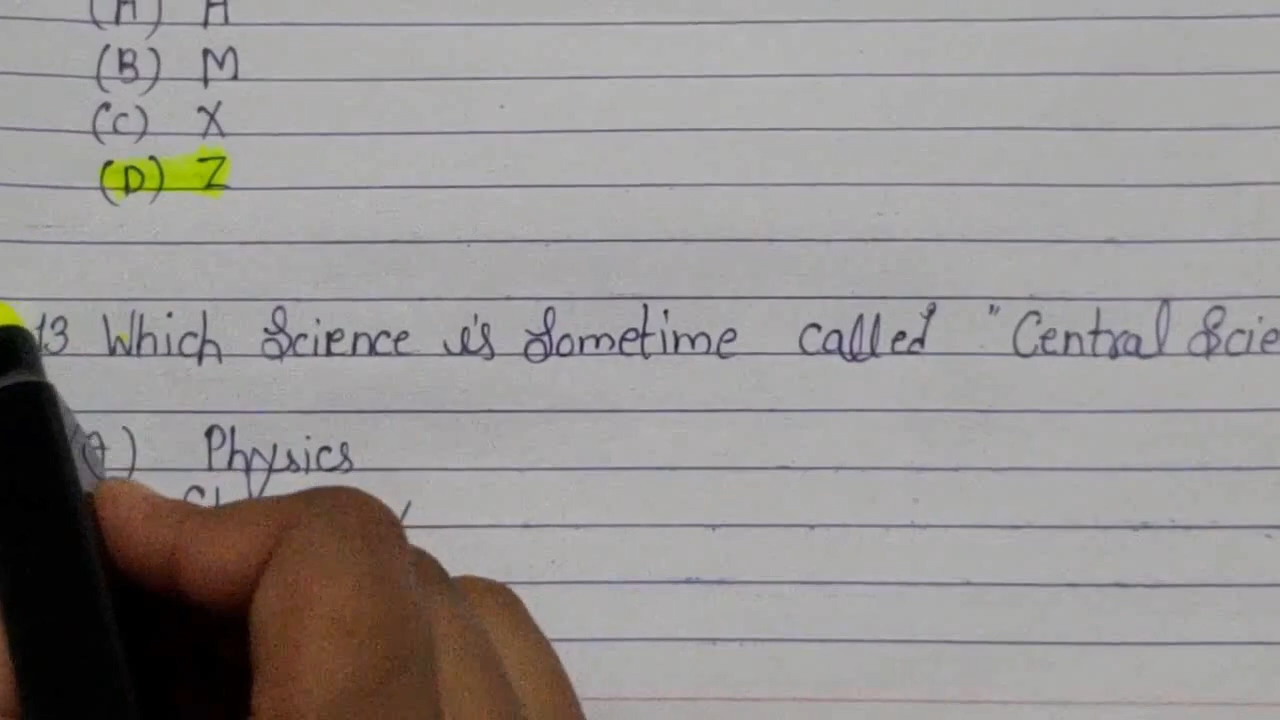 (A) A
(B) M
(C) X
(D) Z
13 Which Science is Sometime called "Central Scie
Physics